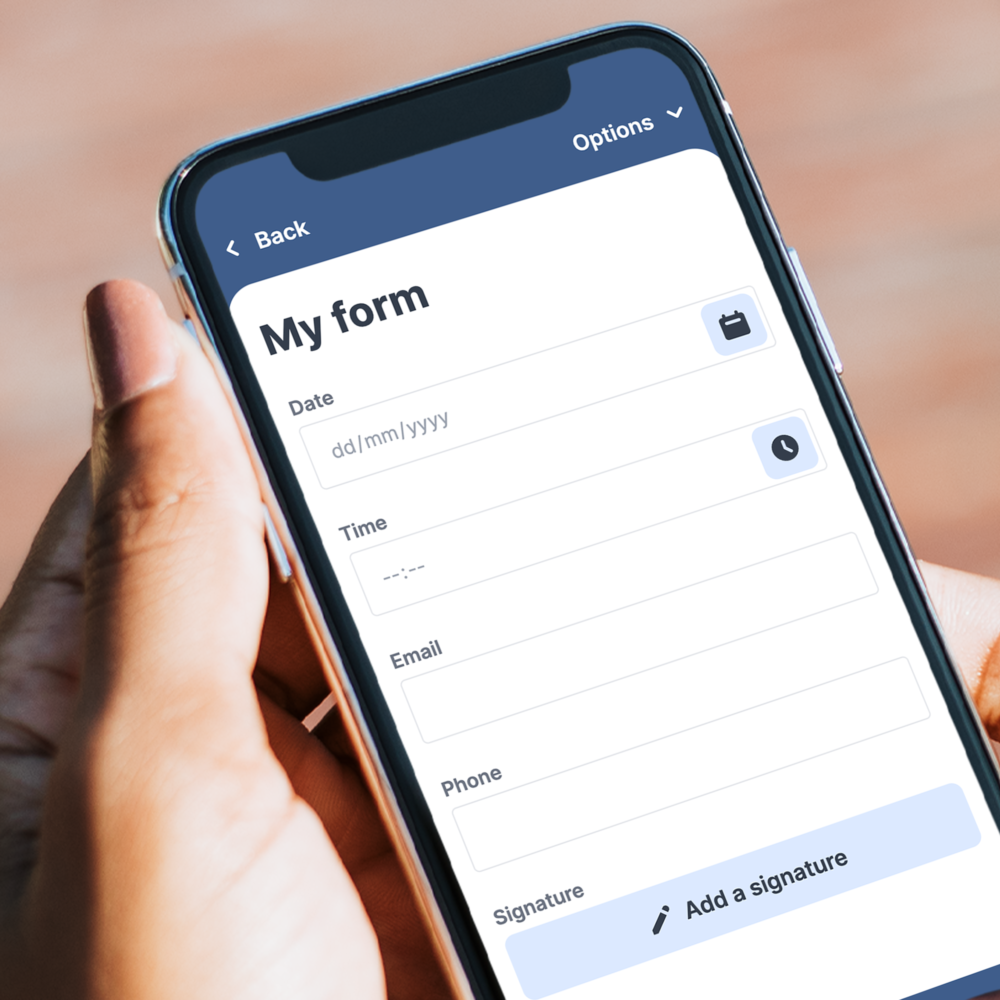 Back
Options
My form
Date
dd/mm/yyyy
Time
--:--
Email
Phone
Signature
Add a signature